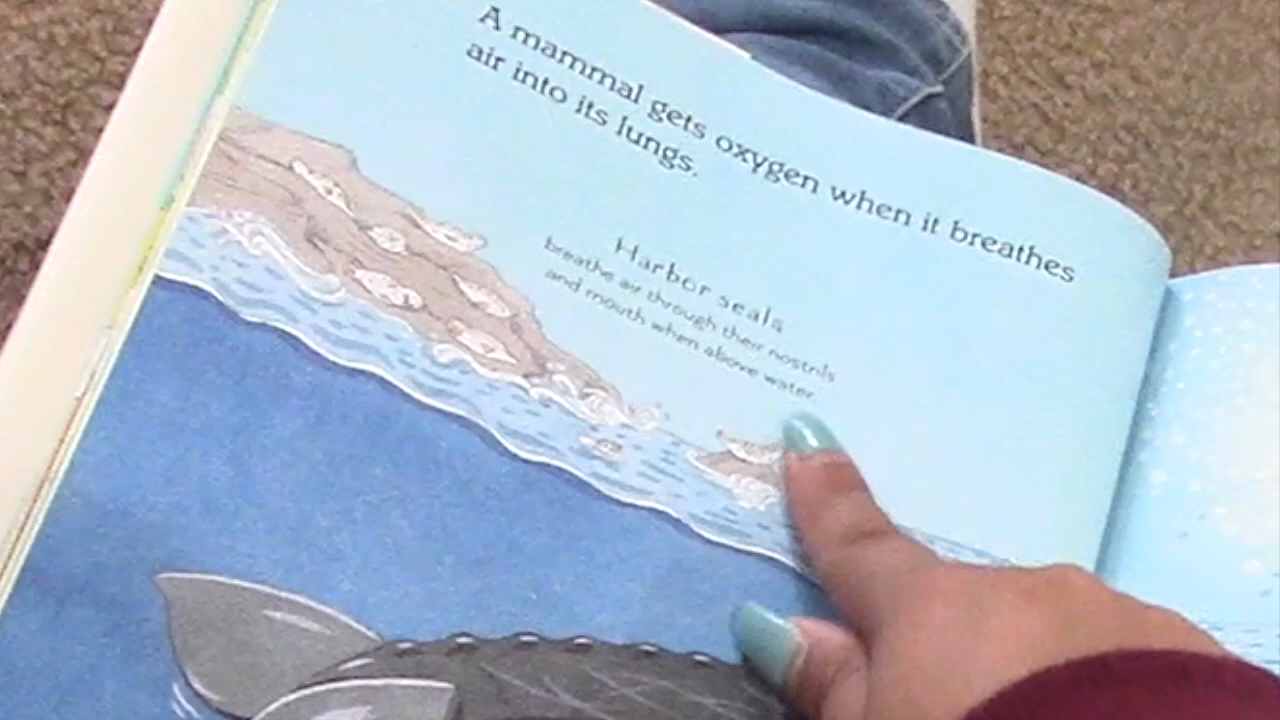 A mammal gets oxygen when it breathes
air into its lungs.
Harbor seals
breathe air through their nostrils
and mouth when above water.